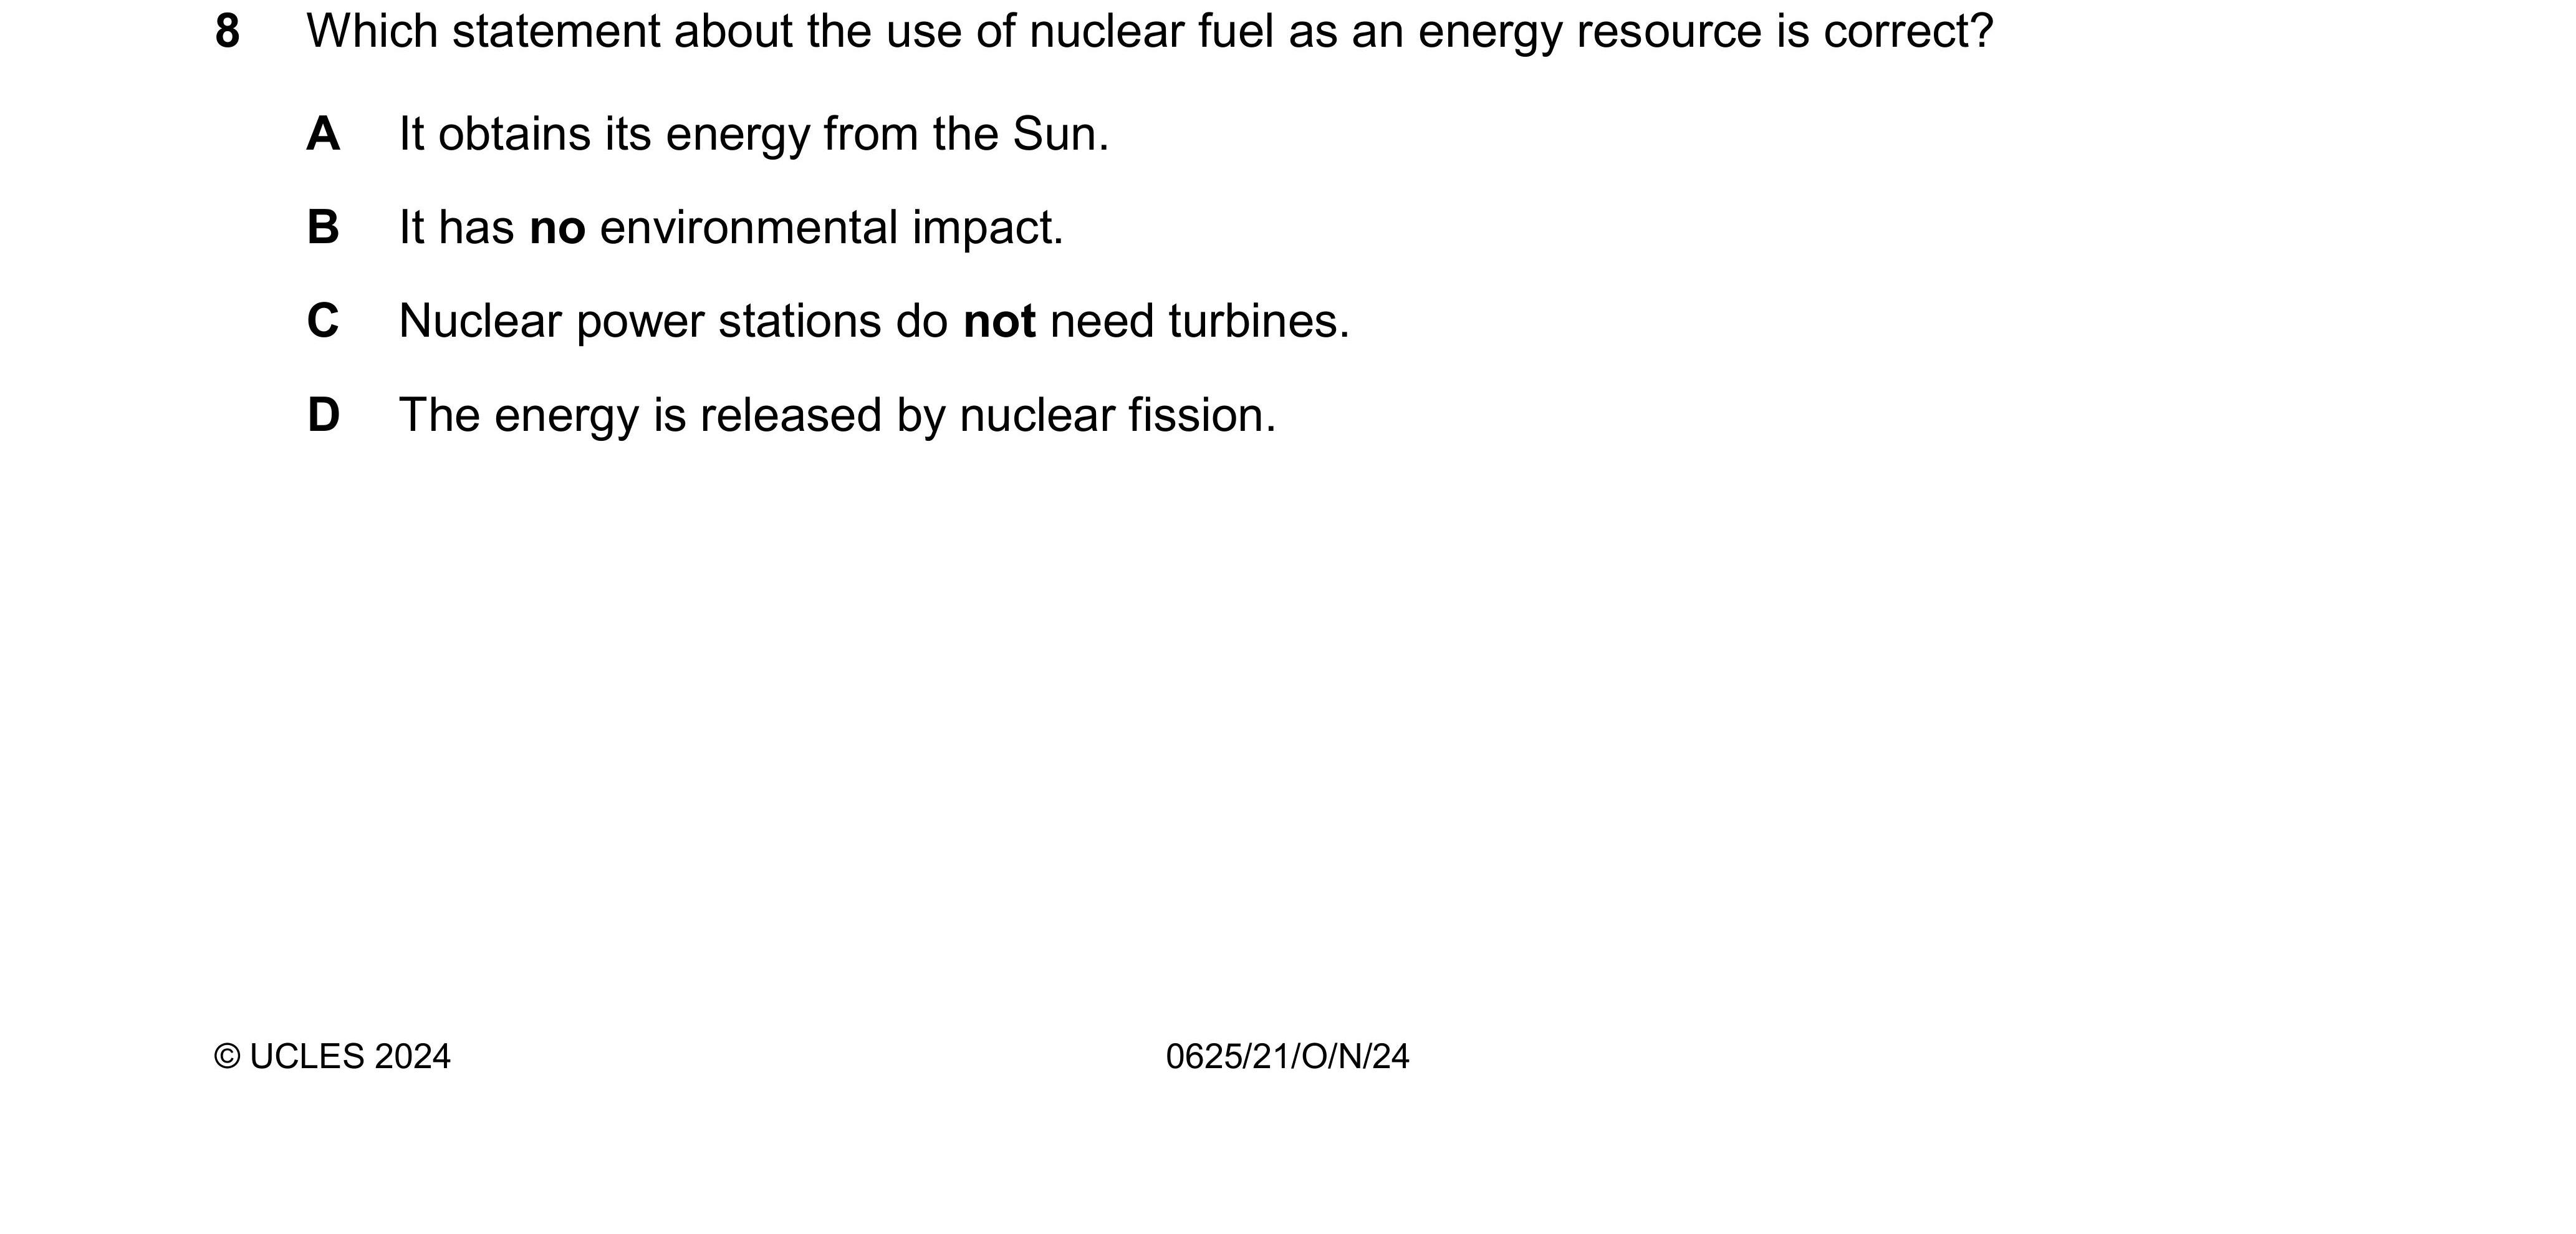 8 Which statement about the use of nuclear fuel as an energy resource is correct?
A It obtains its energy from the Sun.
B It has no environmental impact.
C Nuclear power stations do not need turbines.
D The energy is released by nuclear fission.
© UCLES 2024 0625/21/O/N/24